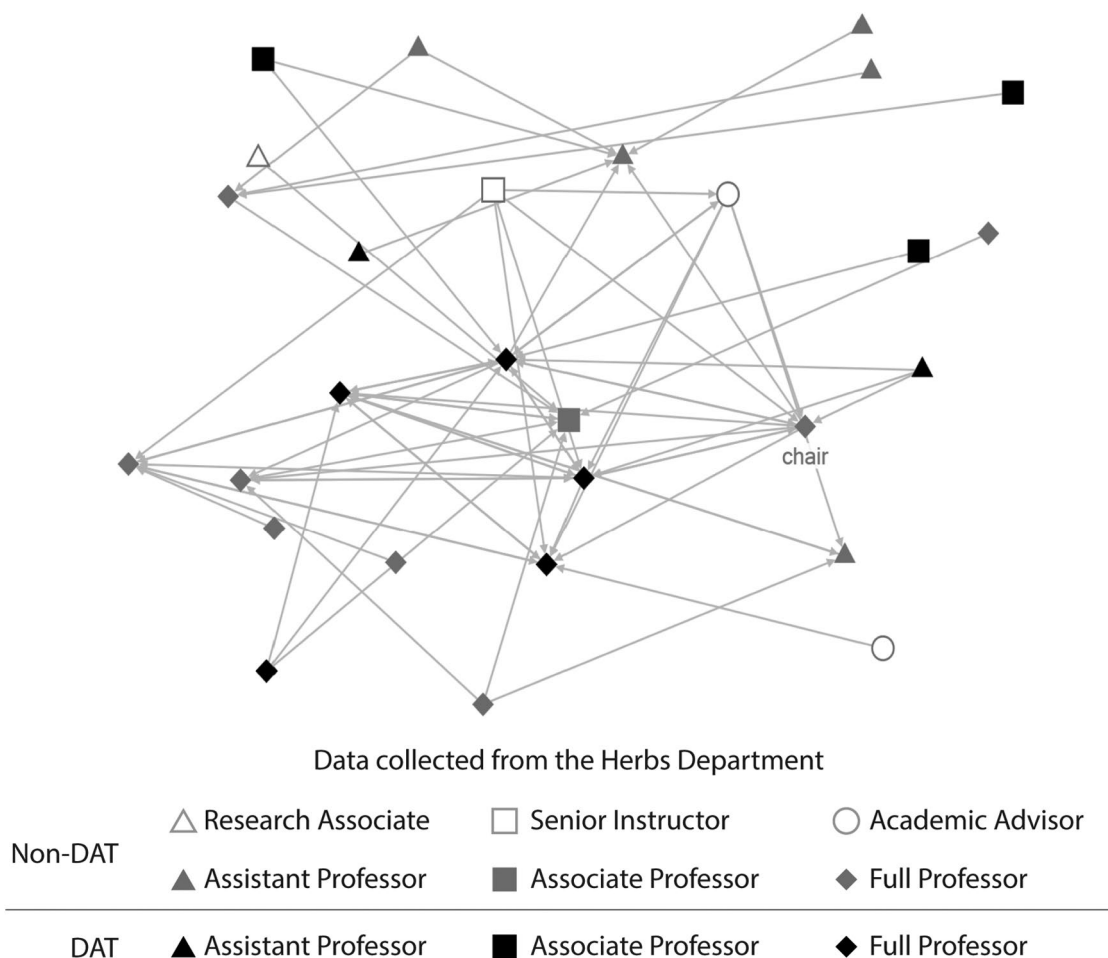 chair
Data collected from the Herbs Department
Non-DAT
Research Associate Senior Instructor Academic Advisor
Assistant Professor Associate Professor Full Professor
DAT Assistant Professor Associate Professor Full Professor